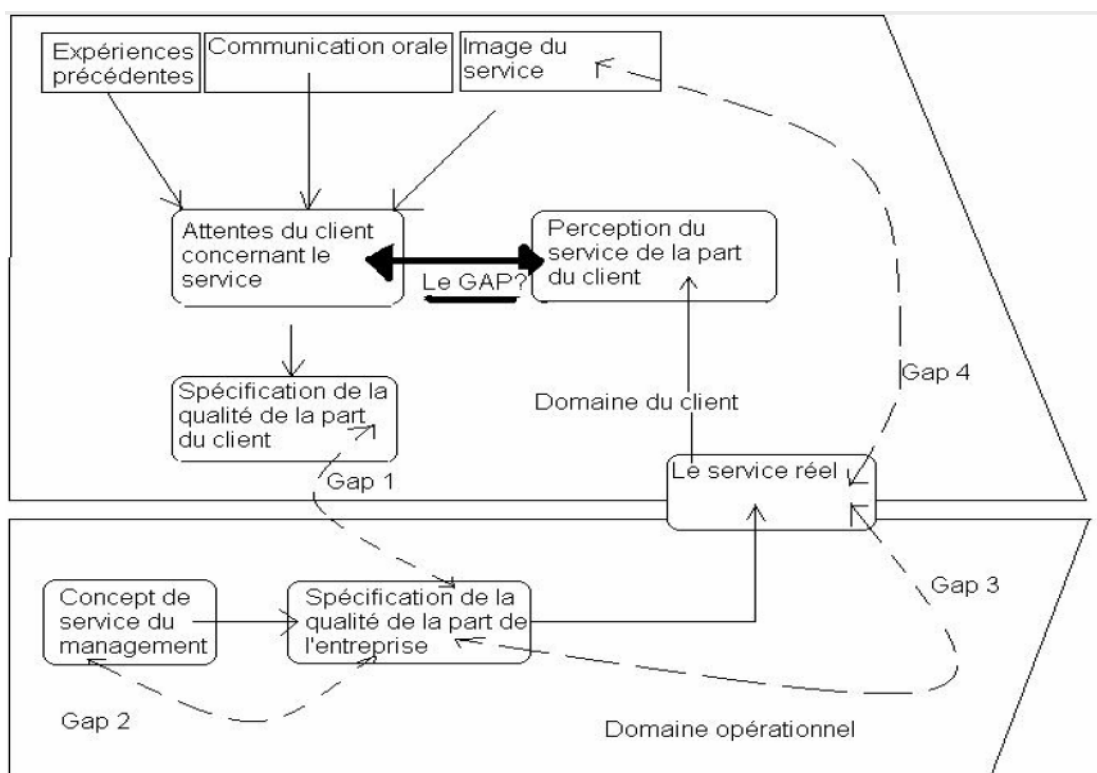 Expériences
précédentes
Communication orale
Image du
service
Attentes du client
concernant le
service
Le GAP?
Perception du
service de la part
du client
Spécification de la
qualité de la part
du client
Domaine du client
Gap 4
Gap 1
Le service réel
Concept de
service du
management
Spécification de la
qualité de la part de
l'entreprise
Gap 3
Gap 2
Domaine opérationnel